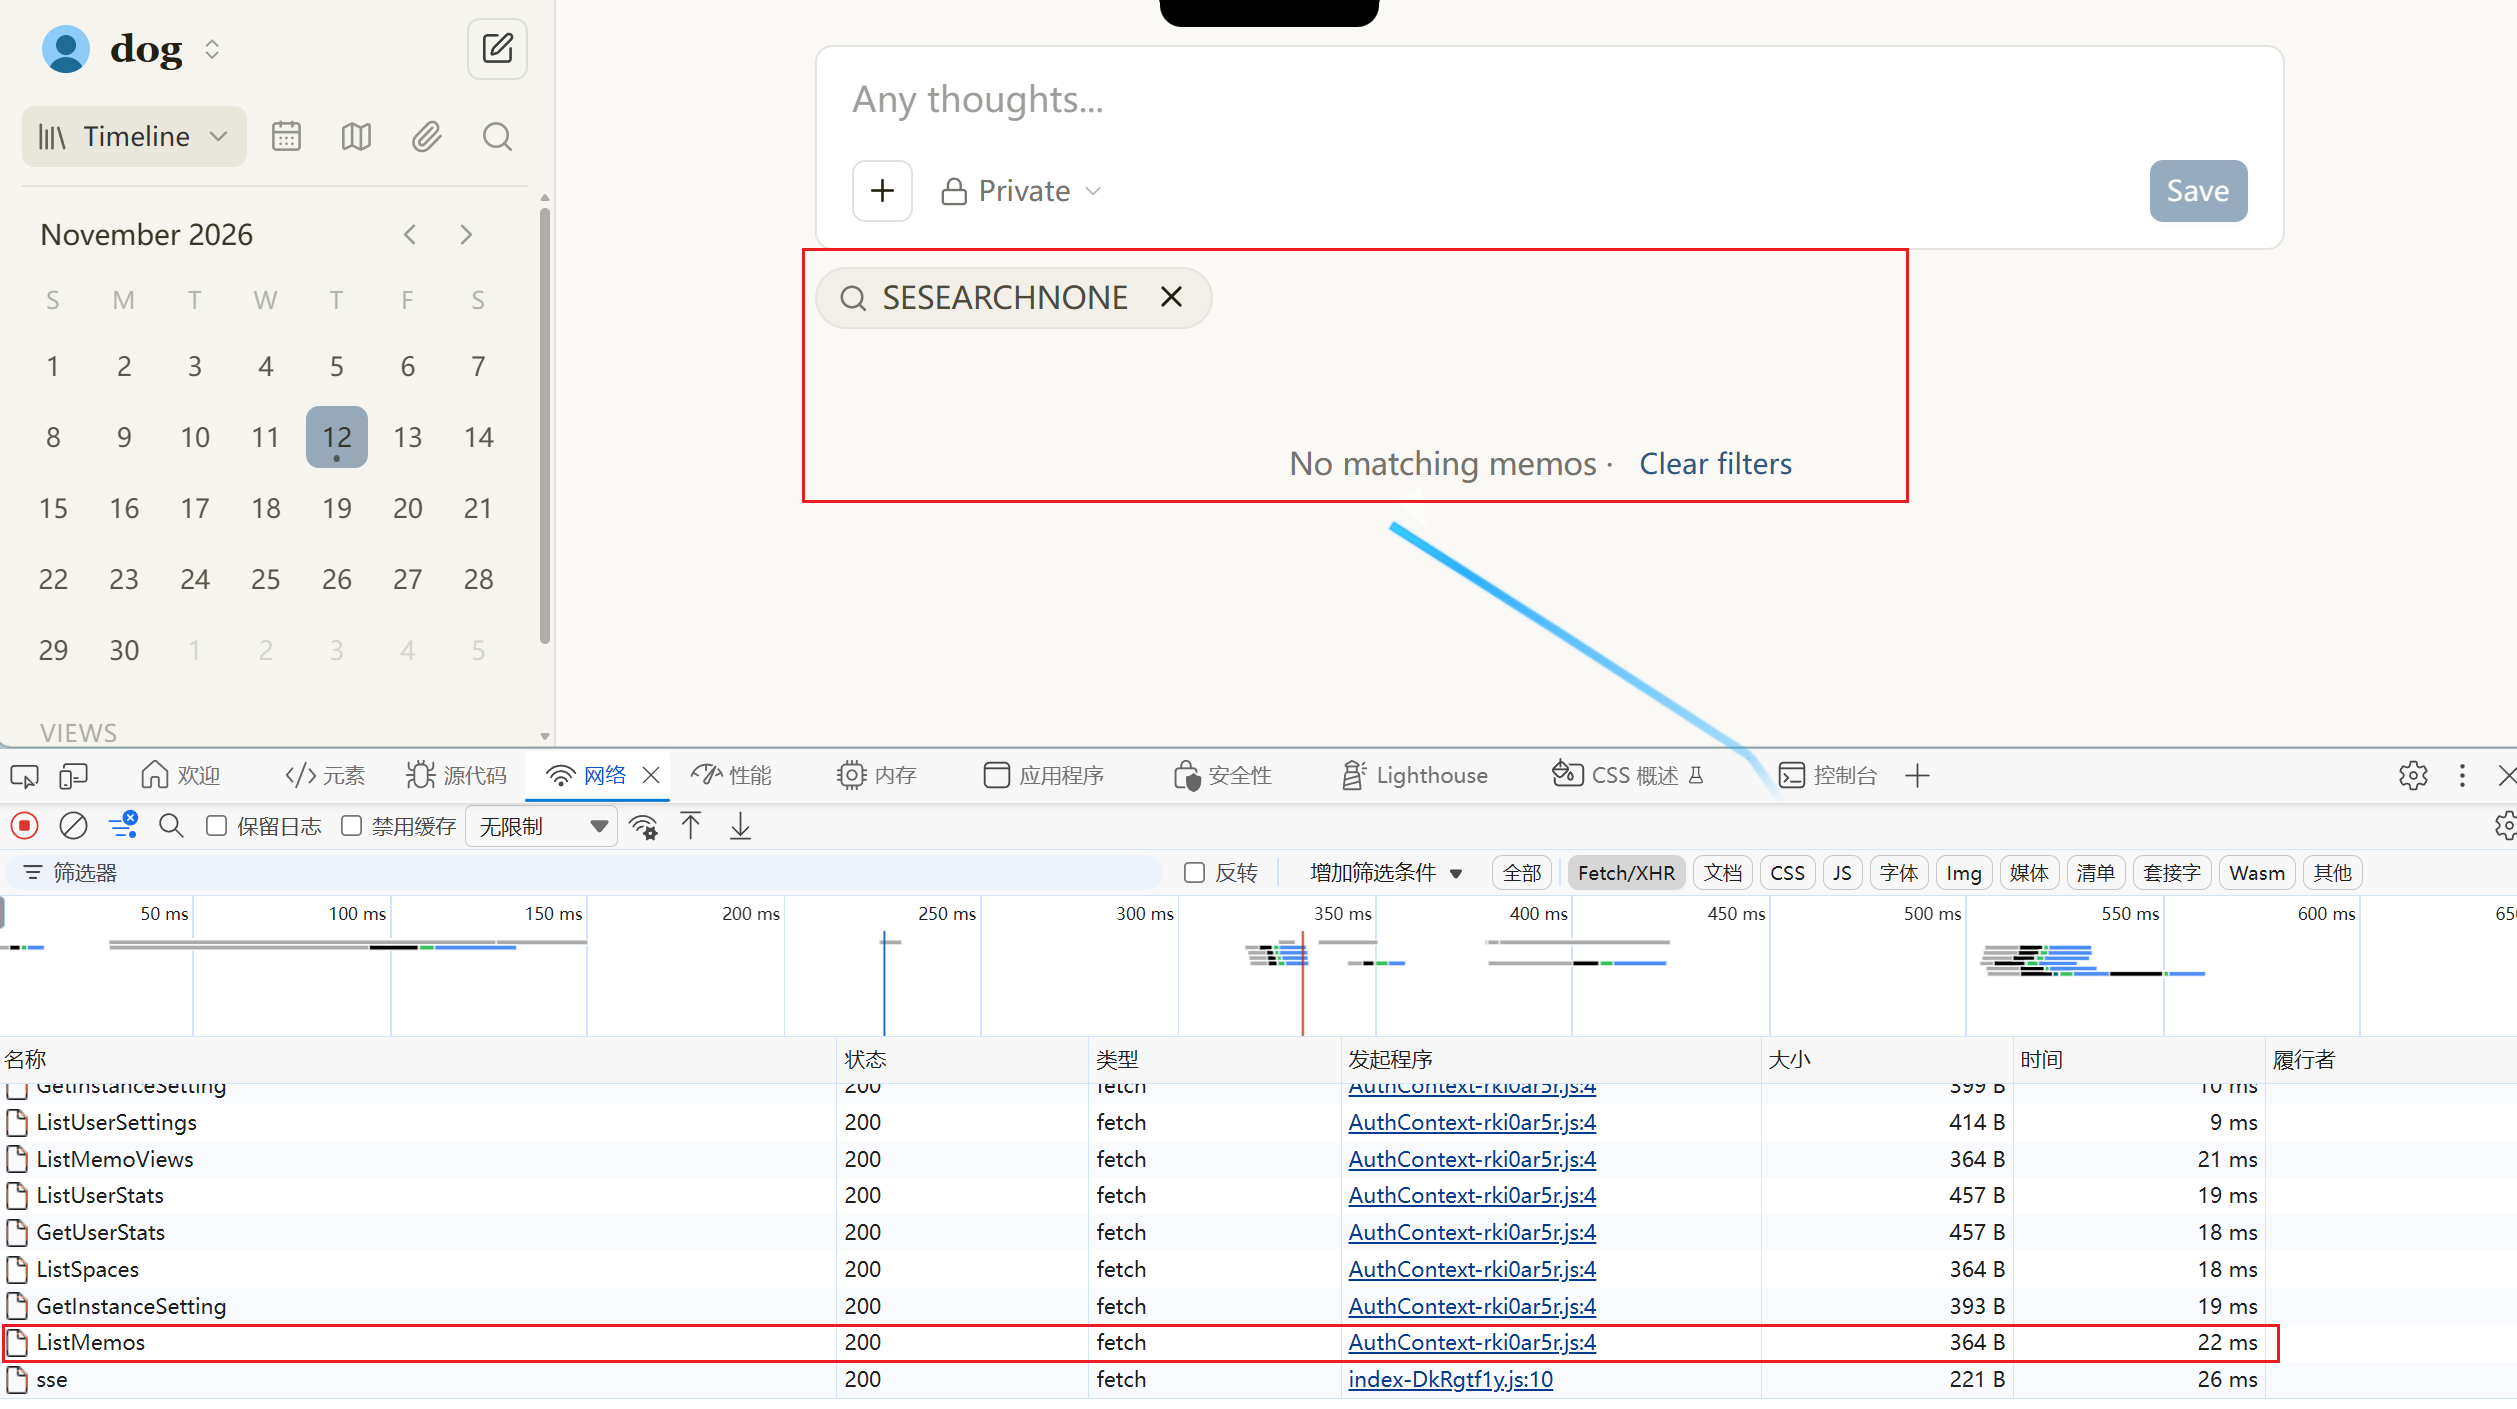 dog
Timeline
November 2026
S M T W T F S
1 2 3 4 5 6 7
8 9 10 11 12 13 14
15 16 17 18 19 20 21
22 23 24 25 26 27 28
29 30 1 2 3 4 5
VIEWS
Any thoughts...
Private
Save
SESEARCHNONE
No matching memos · Clear filters
欢迎 元素 源代码 网络 性能 内存 应用程序 安全性 Lighthouse CSS 概述 控制台
保留日志 禁用缓存 无限制
筛选器 反转 增加筛选条件 全部 Fetch/XHR 文档 CSS JS 字体 Img 媒体 清单 套接字 Wasm 其他
50 ms 100 ms 150 ms 200 ms 250 ms 300 ms 350 ms 400 ms 450 ms 500 ms 550 ms 600 ms 65
名称 状态 类型 发起程序 大小 时间 履行者
GetInstanceSetting 200 fetch AuthContext-rki0ar5r.js:4 399 B 10 ms
ListUserSettings 200 fetch AuthContext-rki0ar5r.js:4 414 B 9 ms
ListMemoViews 200 fetch AuthContext-rki0ar5r.js:4 364 B 21 ms
ListUserStats 200 fetch AuthContext-rki0ar5r.js:4 457 B 19 ms
GetUserStats 200 fetch AuthContext-rki0ar5r.js:4 457 B 18 ms
ListSpaces 200 fetch AuthContext-rki0ar5r.js:4 364 B 18 ms
GetInstanceSetting 200 fetch AuthContext-rki0ar5r.js:4 393 B 19 ms
ListMemos 200 fetch AuthContext-rki0ar5r.js:4 364 B 22 ms
sse 200 fetch index-DkRgtf1y.js:10 221 B 26 ms